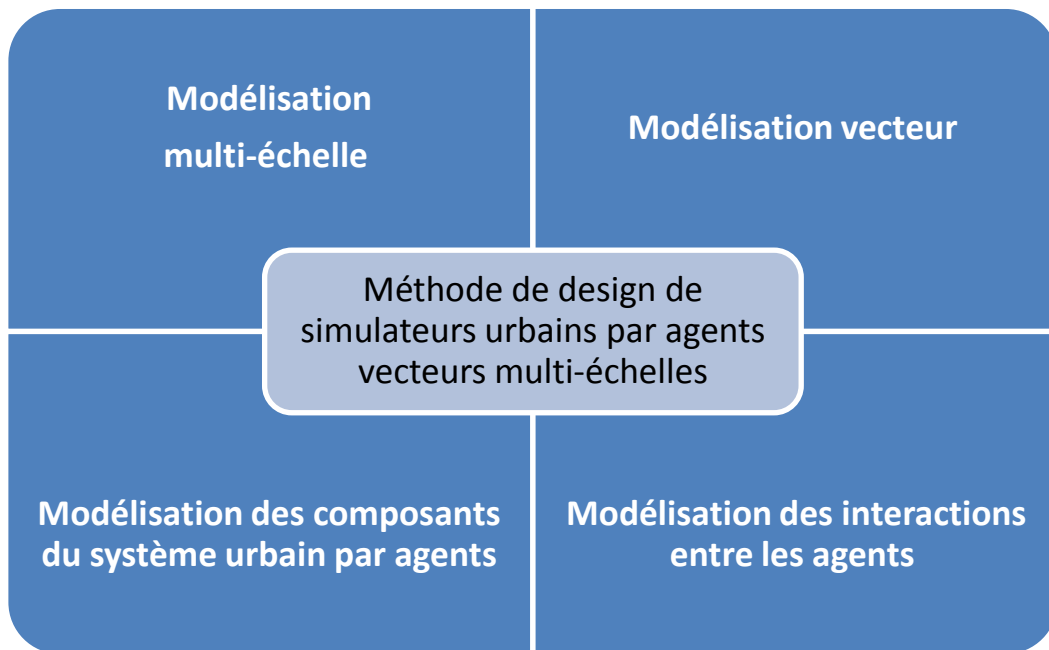 Modélisation
multi-échelle
Modélisation vecteur
Méthode de design de
simulateurs urbains par agents
vecteurs multi-échelles
Modélisation des composants
du système urbain par agents
Modélisation des interactions
entre les agents